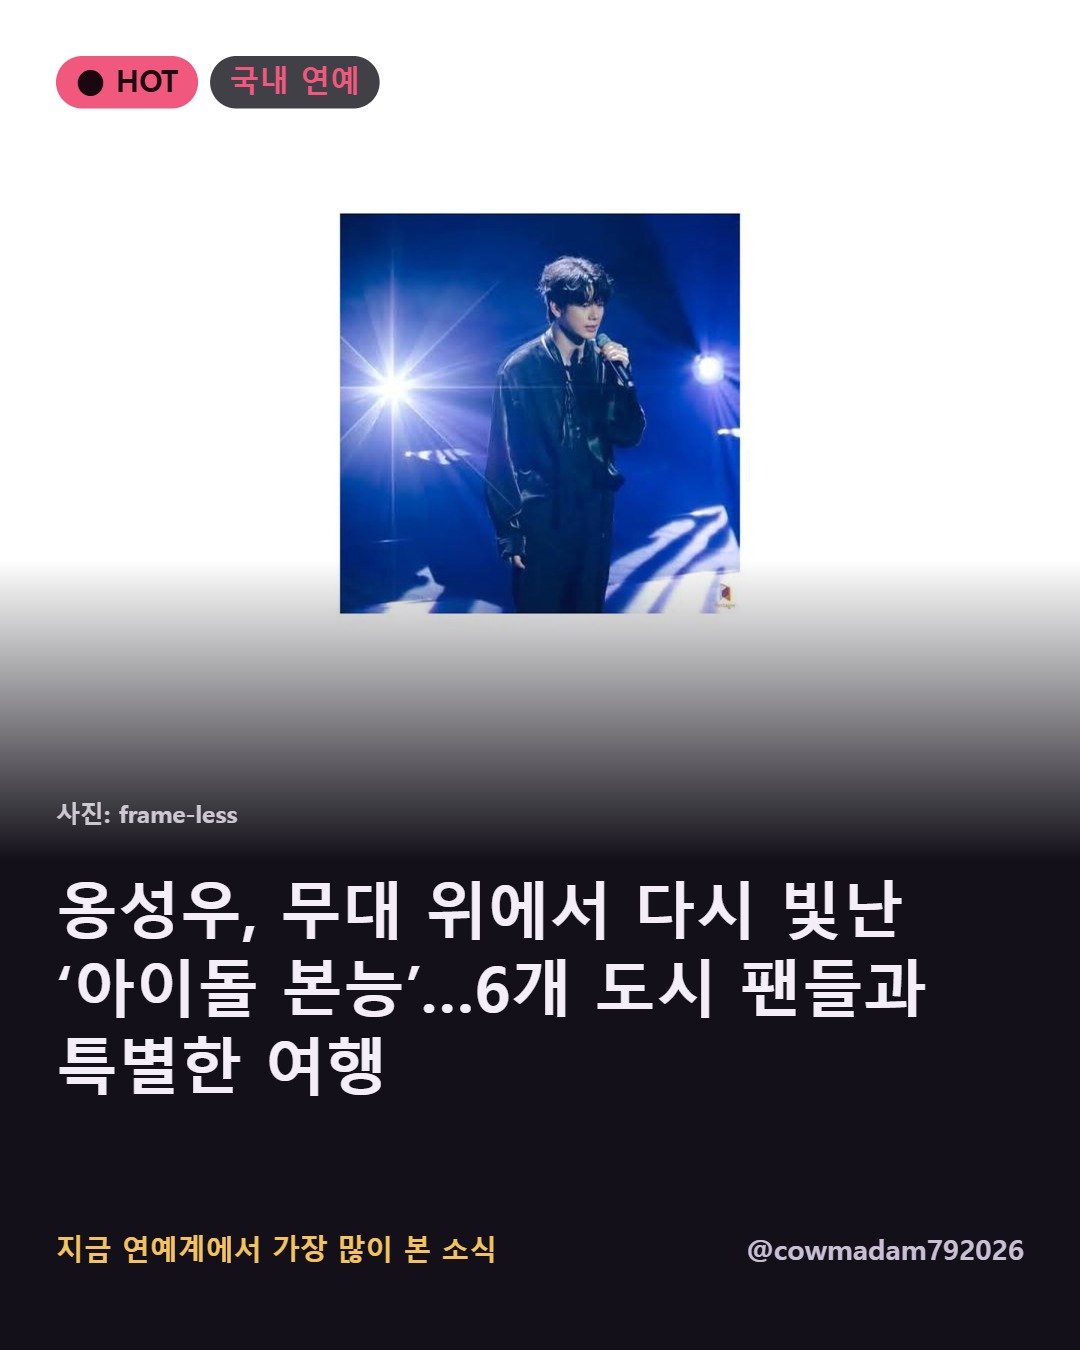 ● HOT 국내 연예
사진: frame-less
옹성우, 무대 위에서 다시 빛난
‘아이돌 본능’...6개 도시 팬들과
특별한 여행
지금 연예계에서 가장 많이 본 소식 @cowmadam792026